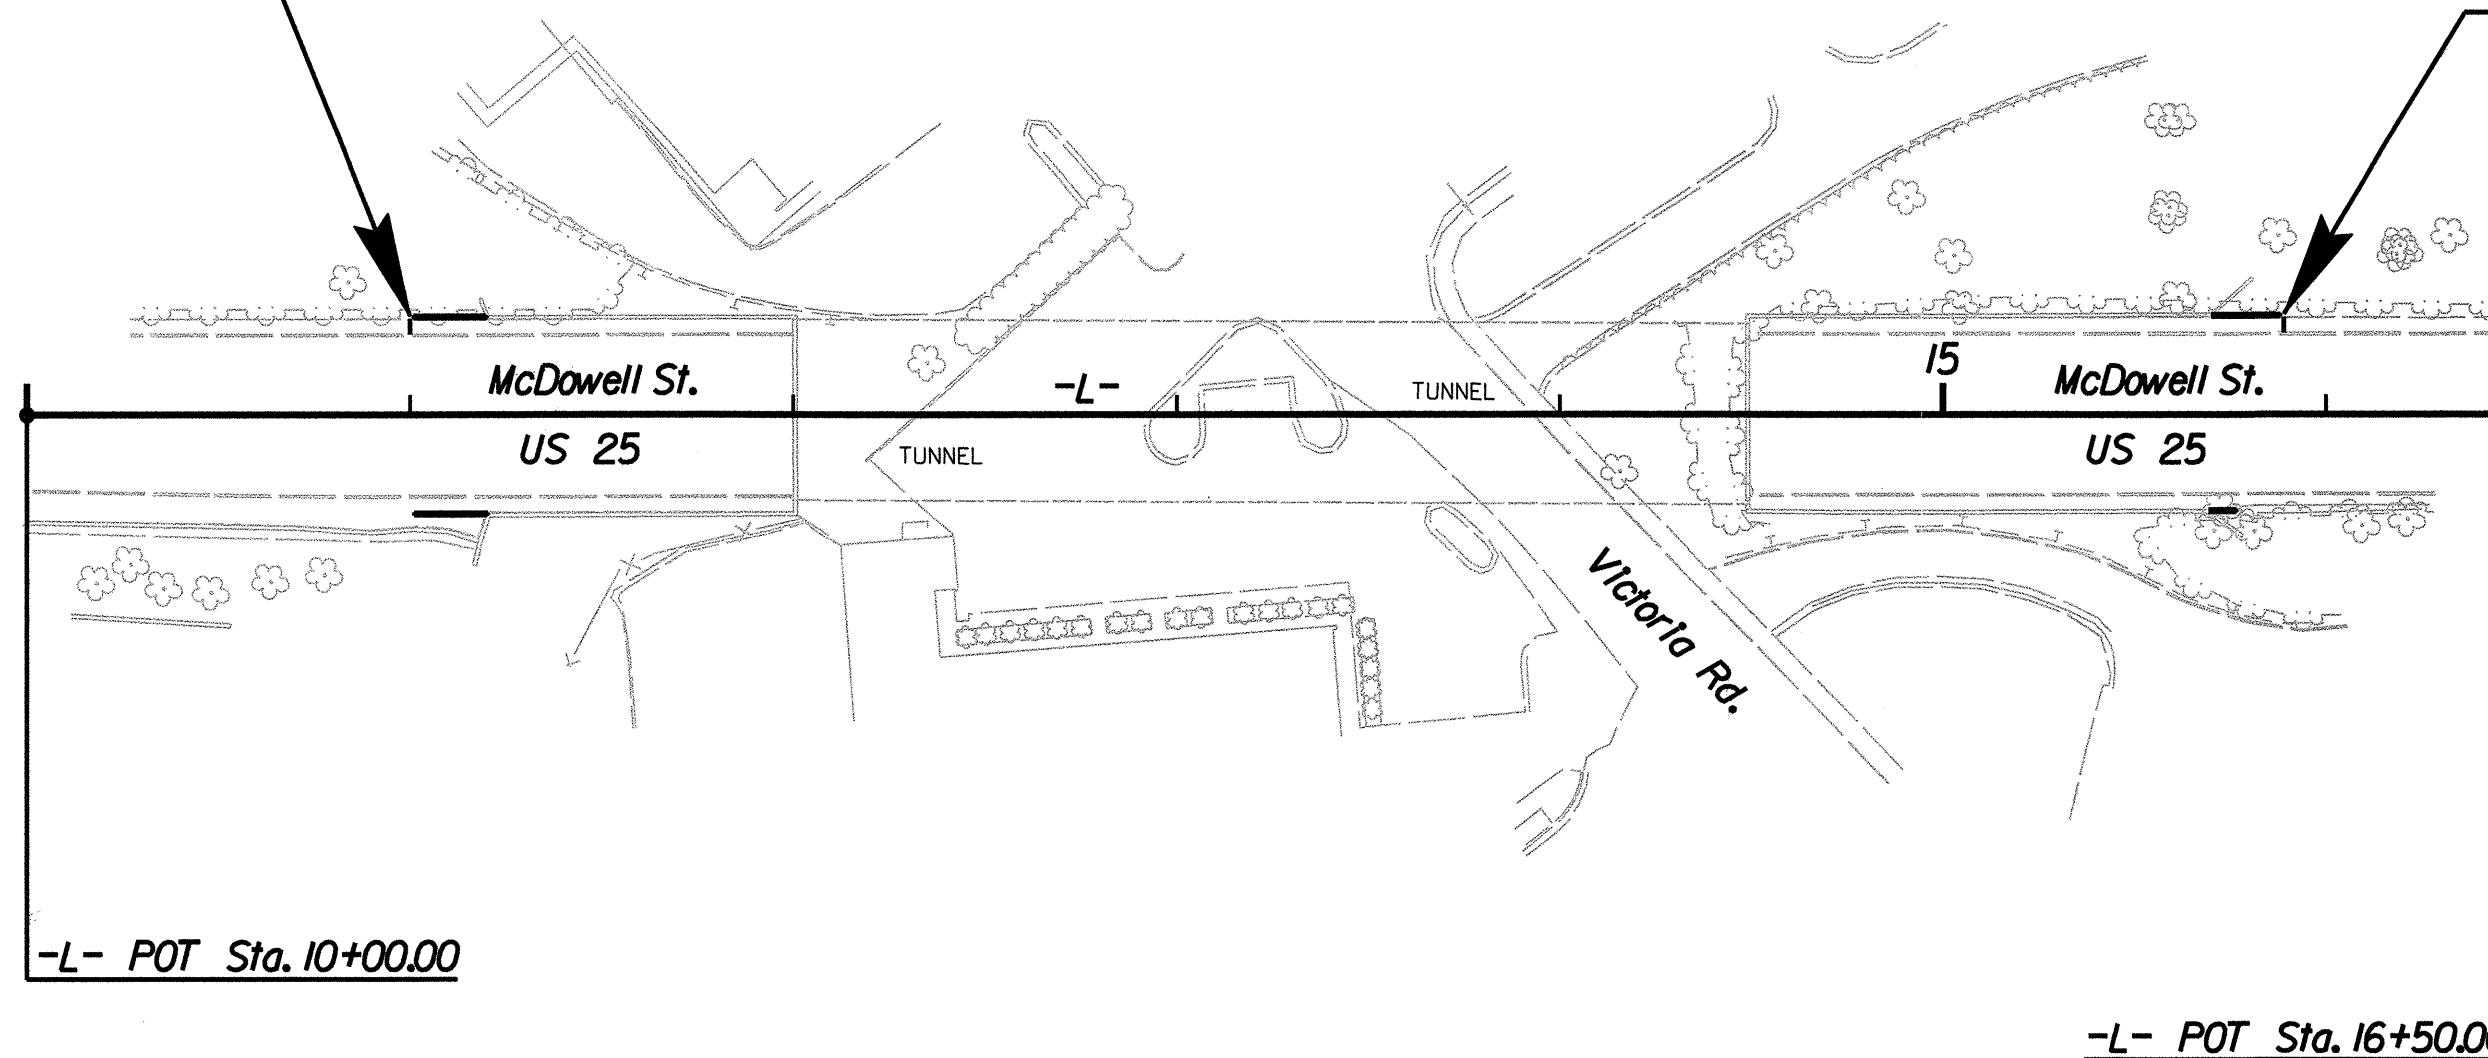 15
McDowell St.
McDowell St.
-L-
TUNNEL
US 25
US 25
TUNNEL
Victoria Rd.
-L- POT Sta. 10+00.00
-L- POT Sta. 16+50.0